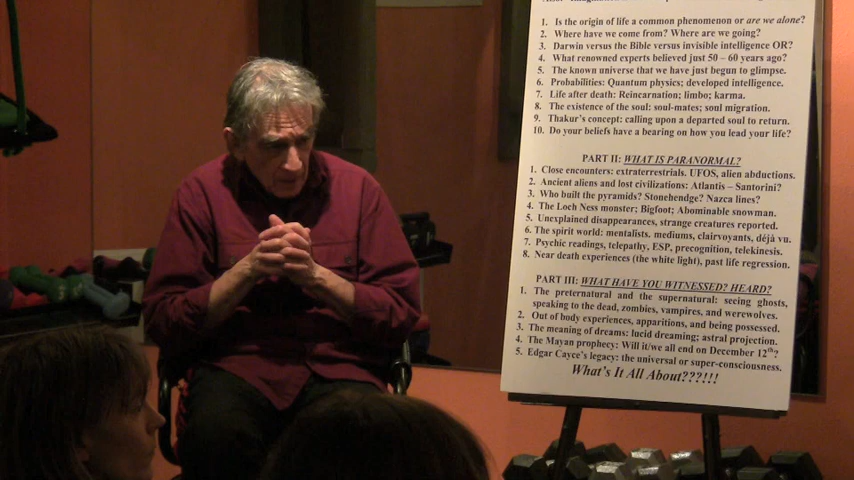 1. Is the origin of life a common phenomenon or are we alone?
2. Where have we come from? Where are we going?
3. Darwin versus the Bible versus invisible intelligence OR?
4. What renowned experts believed just 50 – 60 years ago?
5. The known universe that we have just begun to glimpse.
6. Probabilities: Quantum physics; developed intelligence.
7. Life after death: Reincarnation; limbo; karma.
8. The existence of the soul: soul-mates; soul migration.
9. Thakur's concept: calling upon a departed soul to return.
10. Do your beliefs have a bearing on how you lead your life?
PART II: WHAT IS PARANORMAL?
1. Close encounters: extraterrestrials. UFOS, alien abductions.
2. Ancient aliens and lost civilizations: Atlantis – Santorini?
3. Who built the pyramids? Stonehendge? Nazca lines?
4. The Loch Ness monster; Bigfoot; Abominable snowman.
5. Unexplained disappearances, strange creatures reported.
6. The spirit world: mentalists. mediums, clairvoyants, déjà vu.
7. Psychic readings, telepathy, ESP, precognition, telekinesis.
8. Near death experiences (the white light), past life regression.
PART III: WHAT HAVE YOU WITNESSED? HEARD?
1. The preternatural and the supernatural: seeing ghosts,
speaking to the dead, zombies, vampires, and werewolves.
2. Out of body experiences, apparitions, and being possessed.
3. The meaning of dreams: lucid dreaming; astral projection.
4. The Mayan prophecy: Will it/we all end on December 12th?
5. Edgar Cayce's legacy: the universal or super-consciousness.
What's It All About???!!!